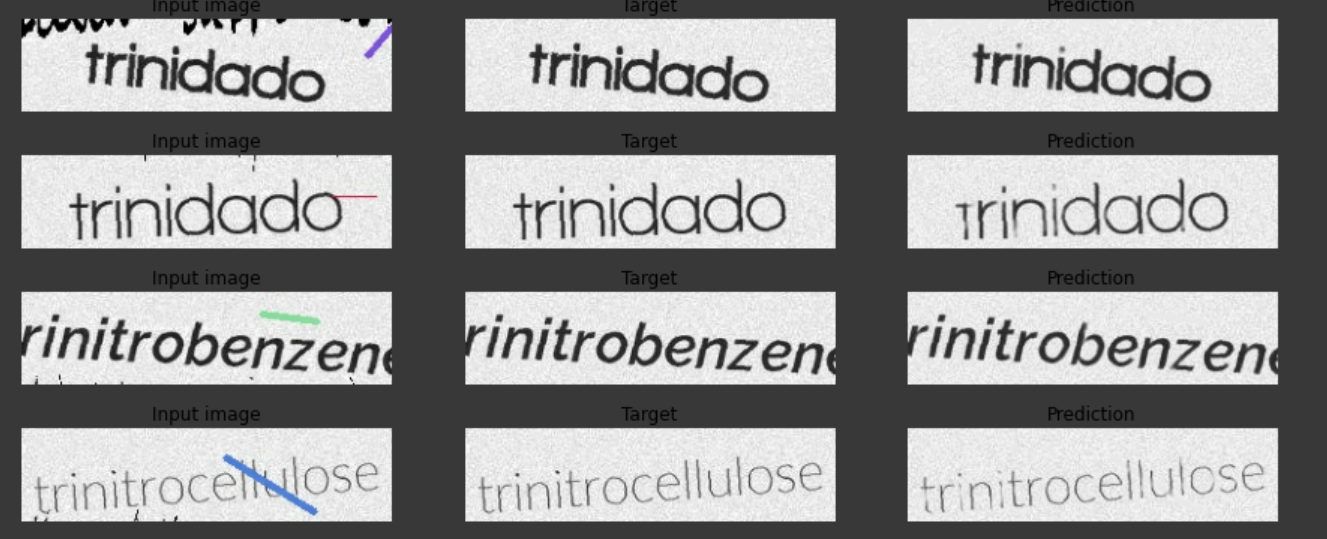 Input image Target Prediction
trinidado trinidado trinidado
Input image Target Prediction
trinidado trinidado trinidado
Input image Target Prediction
rinitrobenzene rinitrobenzene rinitrobenzene
Input image Target Prediction
trinitrocellulose trinitrocellulose trinitrocellulose